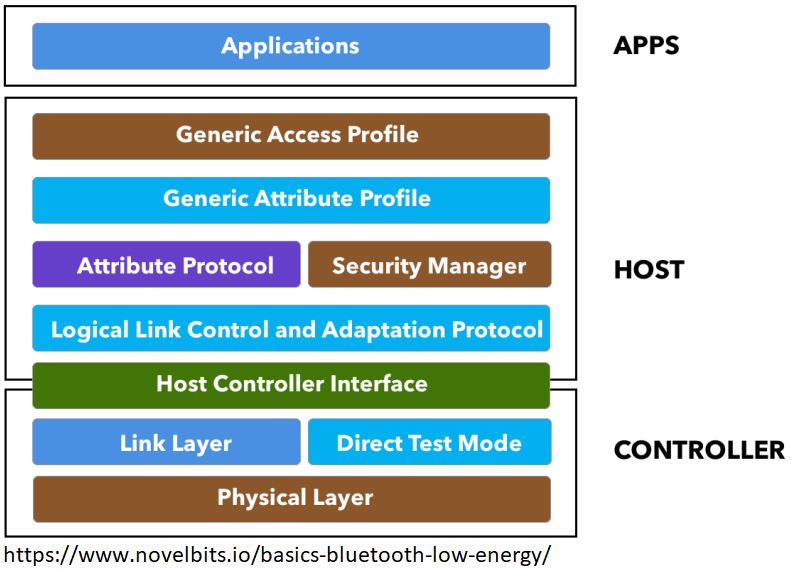 Applications
APPS
Generic Access Profile
Generic Attribute Profile
Attribute Protocol
Security Manager
HOST
Logical Link Control and Adaptation Protocol
Host Controller Interface
Link Layer
Direct Test Mode
CONTROLLER
Physical Layer
https://www.novelbits.io/basics-bluetooth-low-energy/